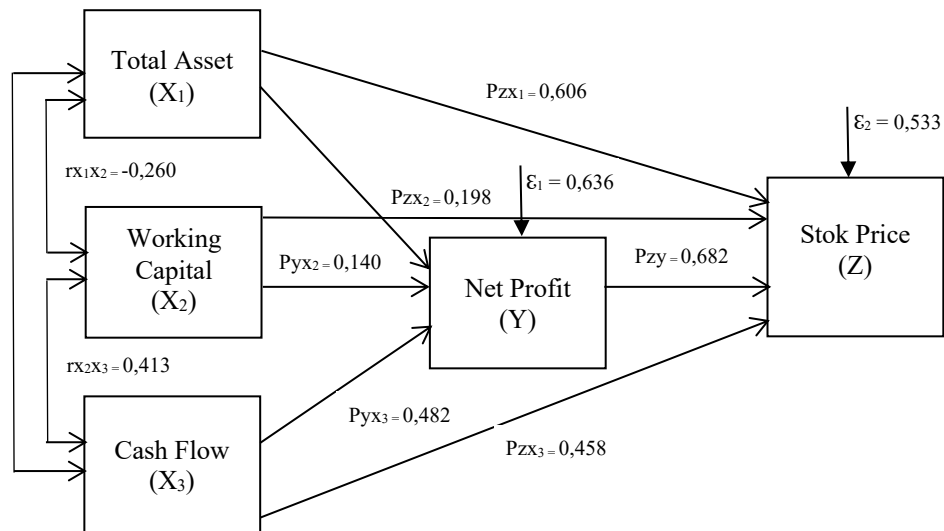 Total Asset
(X₁)
Pzx₁ = 0,606
Ɛ₂ = 0,533
rx₁x₂ = -0,260
Ɛ₁ = 0,636
Pzx₂ = 0,198
Working
Capital
(X₂)
Pyx₂ = 0,140
Net Profit
(Y)
Pzy = 0,682
Stok Price
(Z)
rx₂x₃ = 0,413
Pyx₃ = 0,482
Pzx₃ = 0,458
Cash Flow
(X₃)